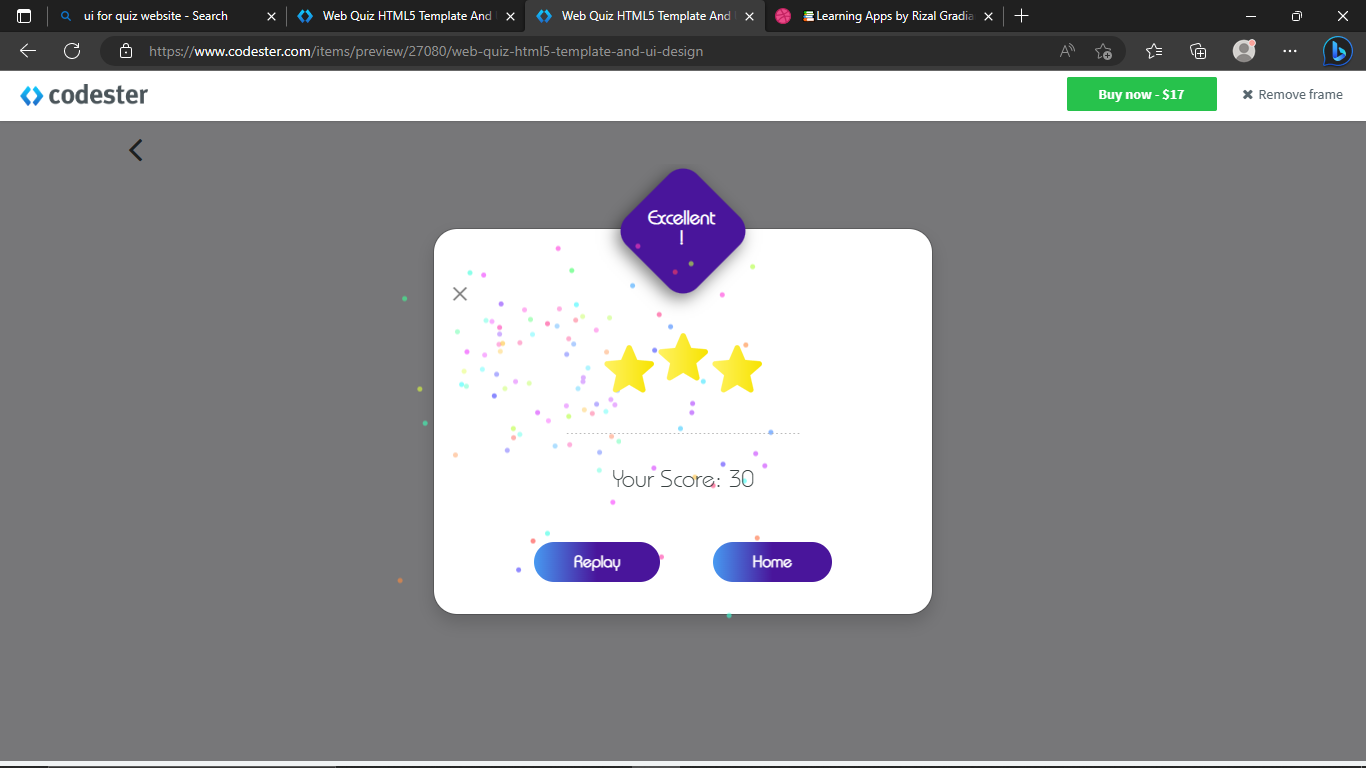 ui for quiz website - Search
Web Quiz HTML5 Template And
Web Quiz HTML5 Template And
Learning Apps by Rizal Gradia
https://www.codester.com/items/preview/27080/web-quiz-html5-template-and-ui-design
codester
Buy now - $17
Remove frame
Excellent
!
Your Score: 30
Replay
Home